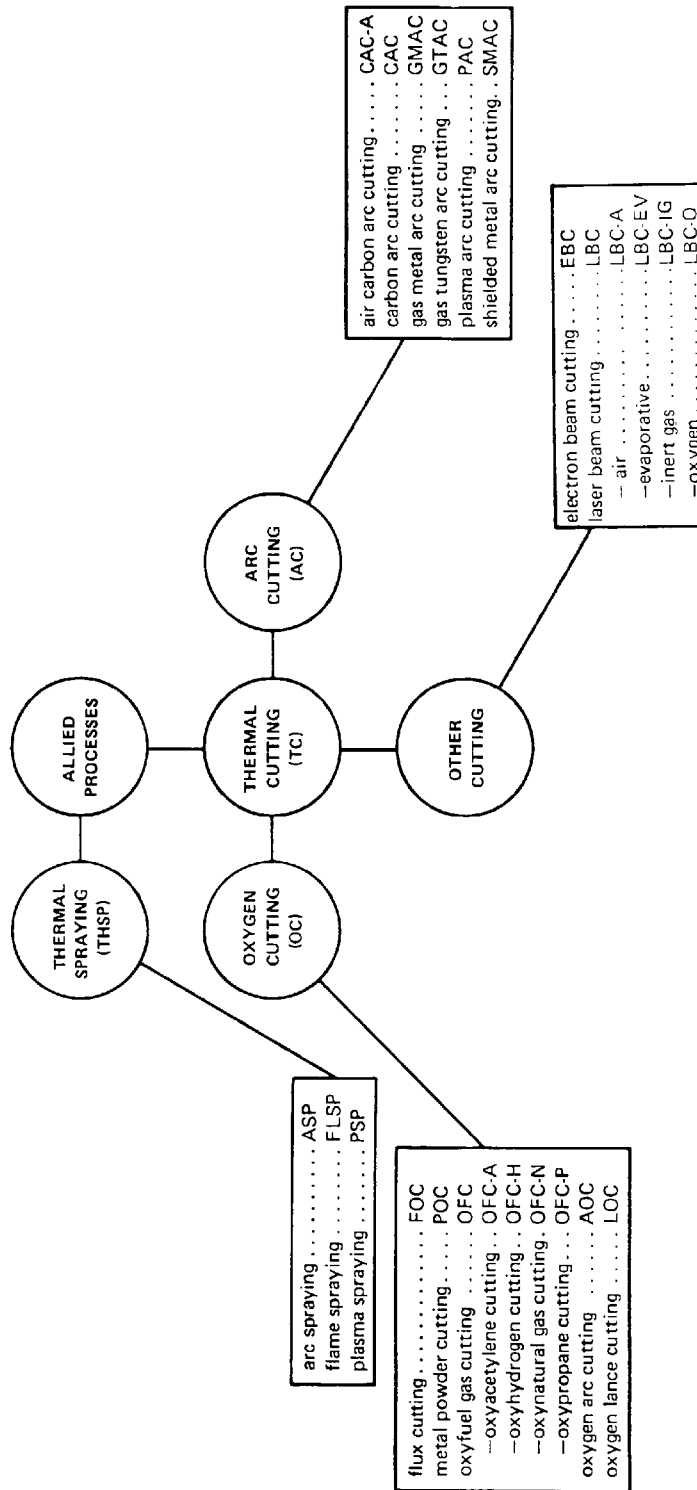 ALLIED
PROCESSES
THERMAL
SPRAYING
(THSP)
arc spraying .......... ASP
flame spraying ......... FLSP
plasma spraying ........ PSP
THERMAL
CUTTING
(TC)
OXYGEN
CUTTING
(OC)
flux cutting............ FOC
metal powder cutting..... POC
oxyfuel gas cutting ...... OFC
—oxyacetylene cutting .. OFC-A
—oxyhydrogen cutting... OFC-H
—oxynatural gas cutting. OFC-N
—oxypropane cutting.... OFC-P
oxygen arc cutting ...... AOC
oxygen lance cutting ..... LOC
ARC
CUTTING
(AC)
air carbon arc cutting..... CAC-A
carbon arc cutting ....... CAC
gas metal arc cutting ..... GMAC
gas tungsten arc cutting ... GTAC
plasma arc cutting ....... PAC
shielded metal arc cutting.. SMAC
OTHER
CUTTING
electron beam cutting ..... EBC
laser beam cutting ........ LBC
— air ........ ...... LBC-A
—evaporative........... LBC-EV
—inert gas ........... LBC-IG
—oxygen ............. LBC-O